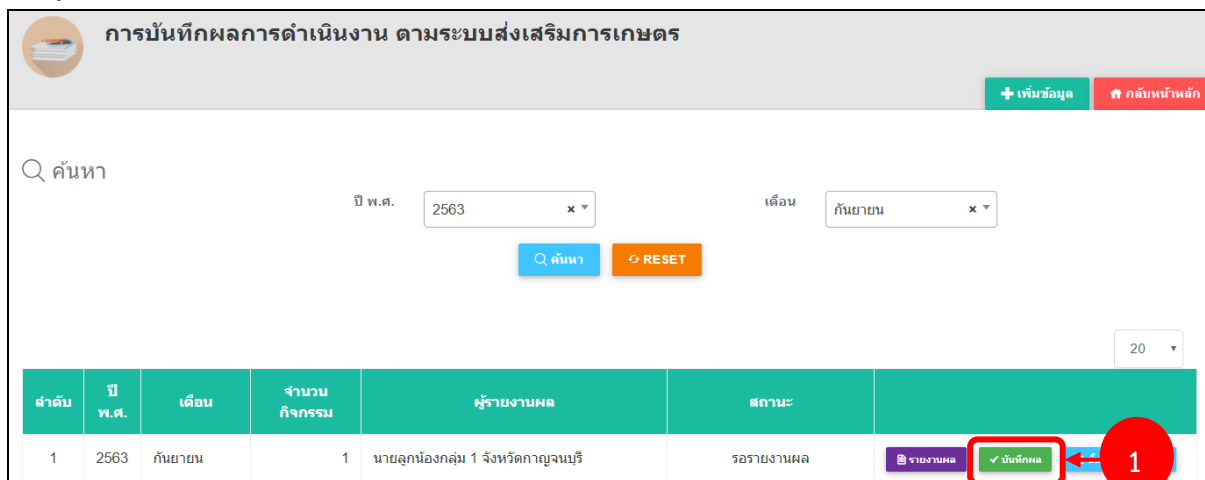 การบันทึกผลการดำเนินงาน ตามระบบส่งเสริมการเกษตร
เพิ่มข้อมูล กลับหน้าหลัก
ค้นหา
ปี พ.ศ. 2563 × เดือน กันยายน ×
ค้นหา RESET
20
ลำดับ ปี พ.ศ. เดือน จำนวน กิจกรรม ผู้รายงานผล สถานะ
1 2563 กันยายน 1 นายลูกน้องกลุ่ม 1 จังหวัดกาญจนบุรี รอรายงานผล รายงานผล บันทึกผล 1